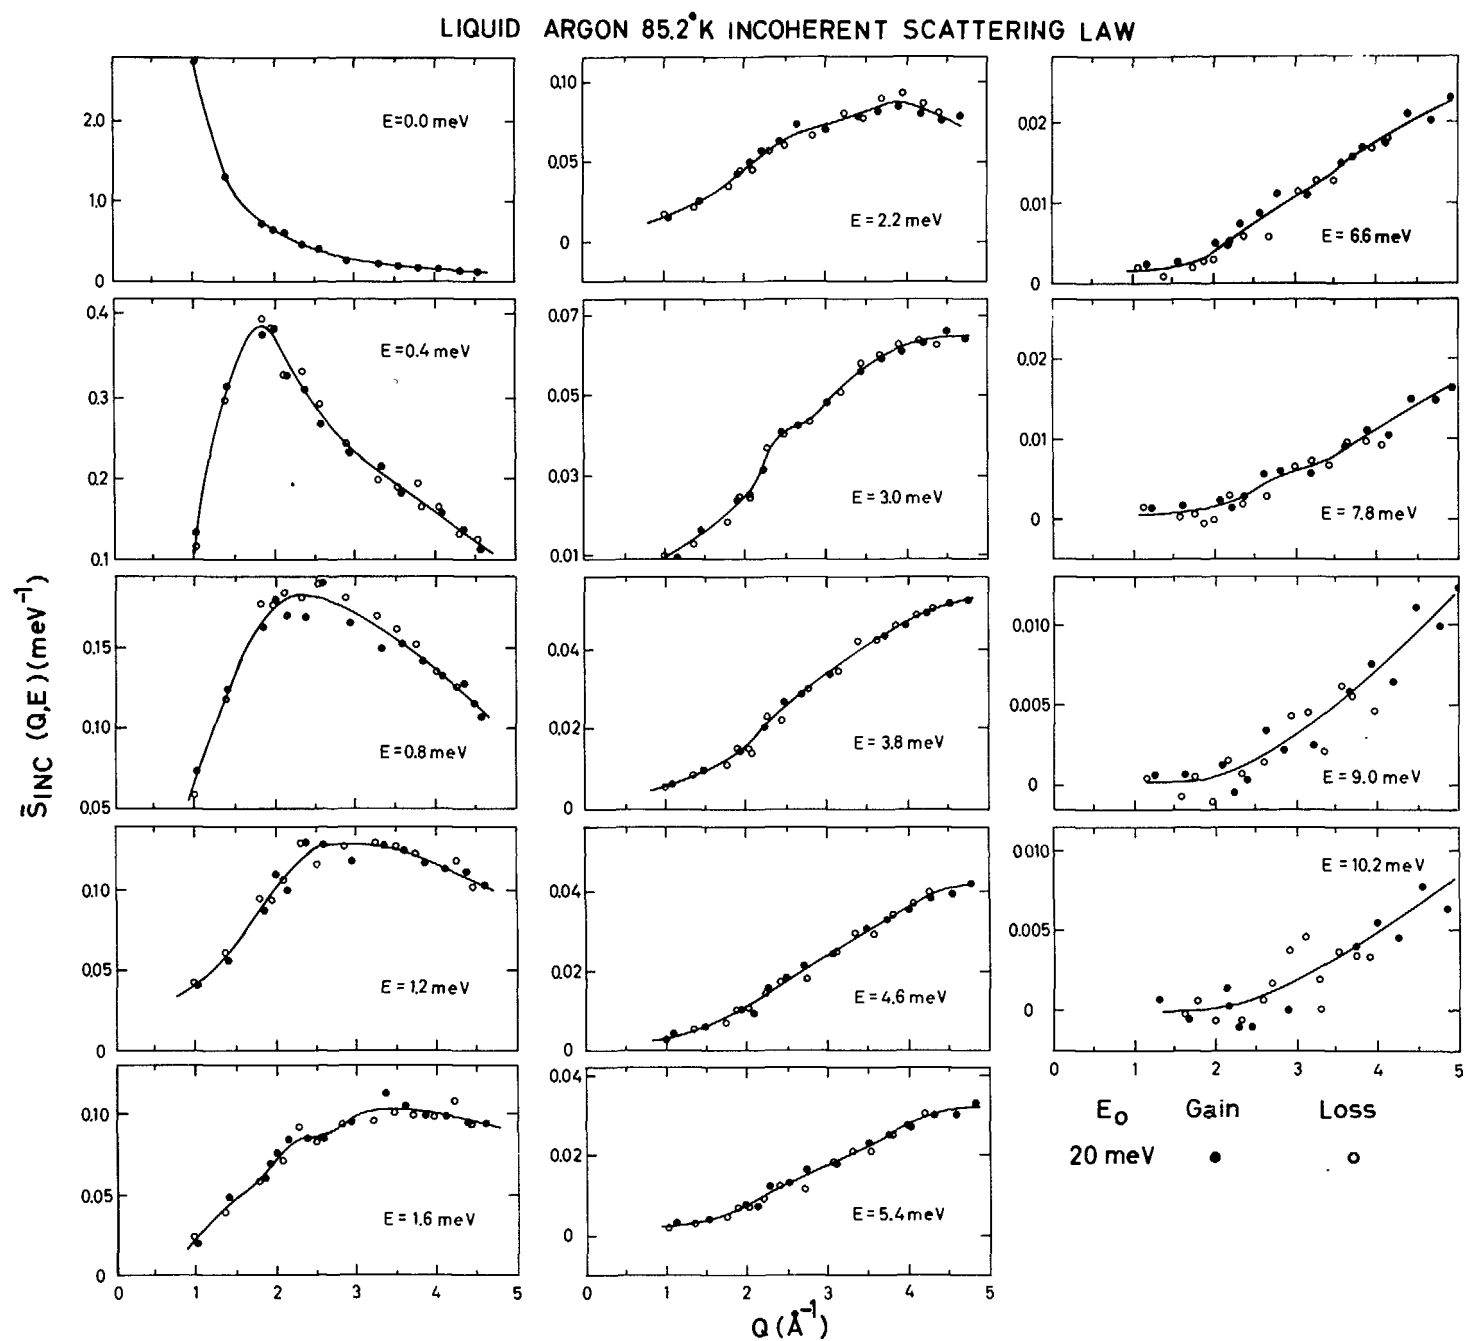 LIQUID ARGON 85.2°K INCOHERENT SCATTERING LAW
S̄INC (Q,E) (meV⁻¹)
2.0
1.0
0
E=0.0 meV
0.4
0.3
0.2
0.1
E=0.4 meV
0.15
0.10
0.05
E=0.8 meV
0.10
0.05
0
E=1.2 meV
0.10
0.05
0
E=1.6 meV
0 1 2 3 4 5
0.10
0.05
0
E=2.2 meV
0.07
0.05
0.03
0.01
E=3.0 meV
0.04
0.02
0
E=3.8 meV
0.04
0.02
0
E=4.6 meV
0.04
0.02
0
E=5.4 meV
0 1 2 3 4 5
Q (Å⁻¹)
0.02
0.01
0
E=6.6 meV
0.02
0.01
0
E=7.8 meV
0.010
0.005
0
E=9.0 meV
0.010
0.005
0
E=10.2 meV
0 1 2 3 4 5
E₀ Gain Loss
20 meV